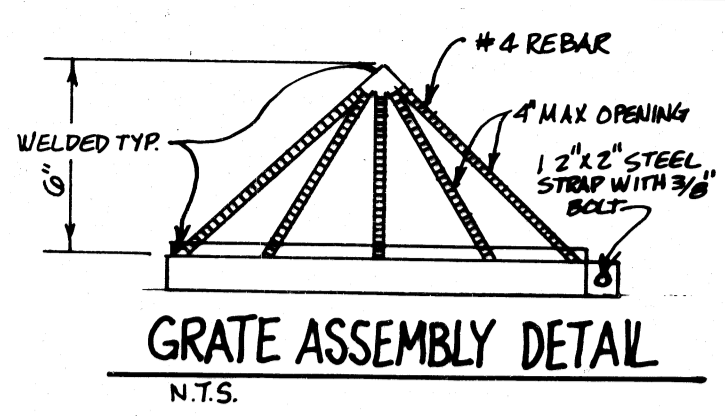 #4 REBAR
4" MAX OPENING
WELDED TYP.
6"
1 2"X2" STEEL
STRAP WITH 3/8"
BOLT
GRATE ASSEMBLY DETAIL
N.T.S.